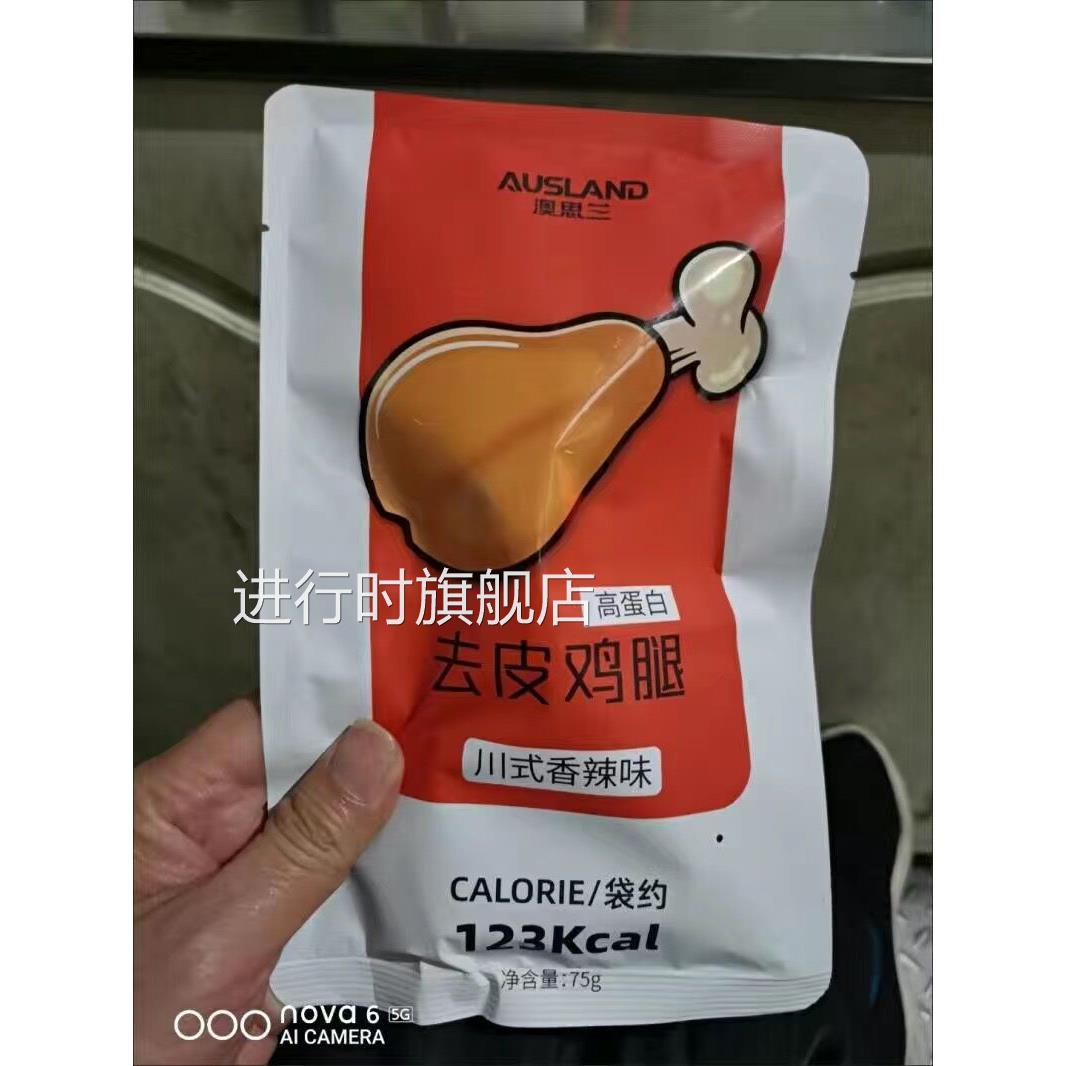 AUSLAND
澳思兰
进行时旗舰店
高蛋白
去皮鸡腿
川式香辣味
CALORIE/袋约
123Kcal
净含量:75g
nova 6 5G
AI CAMERA